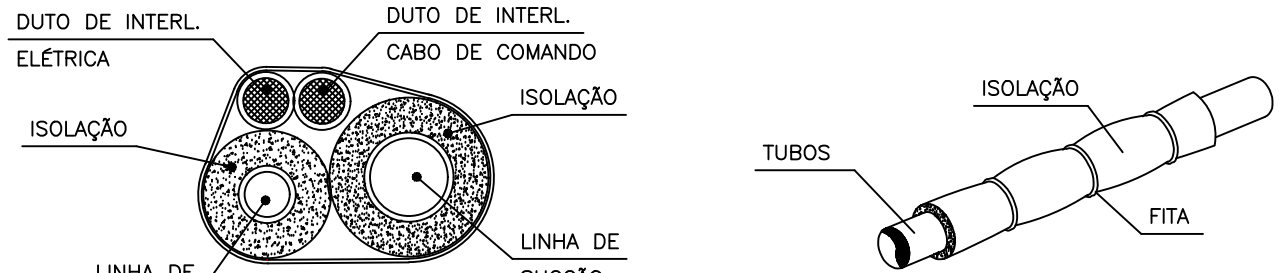 DUTO DE INTERL.
ELÉTRICA
DUTO DE INTERL.
CABO DE COMANDO
ISOLAÇÃO
ISOLAÇÃO
LINHA DE
LINHA DE
SUCÇÃO
ISOLAÇÃO
TUBOS
FITA